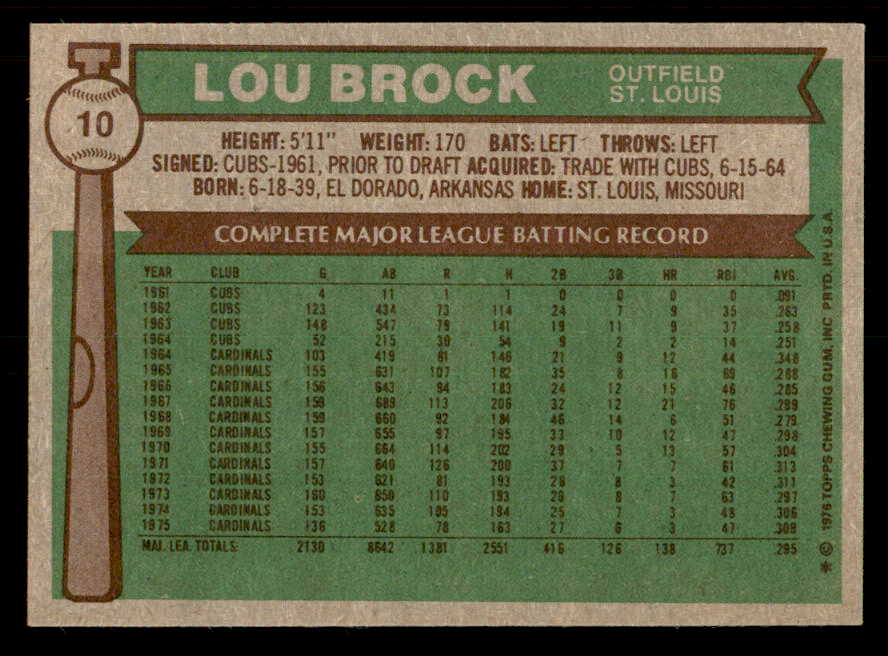 10
LOU BROCK
OUTFIELD
ST. LOUIS
HEIGHT: 5'11" WEIGHT: 170 BATS: LEFT THROWS: LEFT
SIGNED: CUBS-1961, PRIOR TO DRAFT ACQUIRED: TRADE WITH CUBS, 6-15-64
BORN: 6-18-39, EL DORADO, ARKANSAS HOME: ST. LOUIS, MISSOURI
COMPLETE MAJOR LEAGUE BATTING RECORD
YEAR CLUB G AB R H 2B 3B HR RBI AVG.
1961 CUBS 4 11 1 1 0 0 0 0 .091
1962 CUBS 123 434 73 114 24 7 9 35 .263
1963 CUBS 148 547 79 141 19 11 9 37 .258
1964 CUBS 52 215 30 54 9 2 2 14 .251
1964 CARDINALS 103 419 81 146 21 9 12 44 .348
1965 CARDINALS 155 631 107 182 35 8 16 69 .288
1966 CARDINALS 156 643 94 183 24 12 15 46 .285
1967 CARDINALS 159 689 113 206 32 12 21 76 .299
1968 CARDINALS 159 660 92 184 46 14 6 51 .279
1969 CARDINALS 157 655 97 195 33 10 12 47 .298
1970 CARDINALS 155 664 114 202 29 5 13 57 .304
1971 CARDINALS 157 640 126 200 37 7 7 61 .313
1972 CARDINALS 153 621 81 193 26 8 3 42 .311
1973 CARDINALS 160 650 110 193 29 8 7 63 .297
1974 CARDINALS 153 635 105 194 25 7 3 48 .306
1975 CARDINALS 136 528 78 163 27 6 3 47 .309
MAJ. LEA. TOTALS: 2130 8642 1381 2551 416 126 138 737 .295
* © 1976 TOPPS CHEWING GUM, INC. PRTD. IN U.S.A.